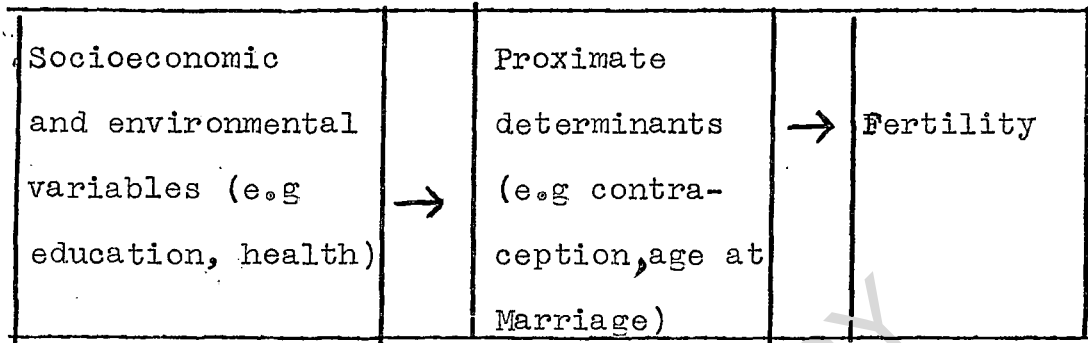 Socioeconomic
and environmental
variables (e.g
education, health)
→
Proximate
determinants
(e.g contra-
ception,age at
Marriage)
→
Fertility